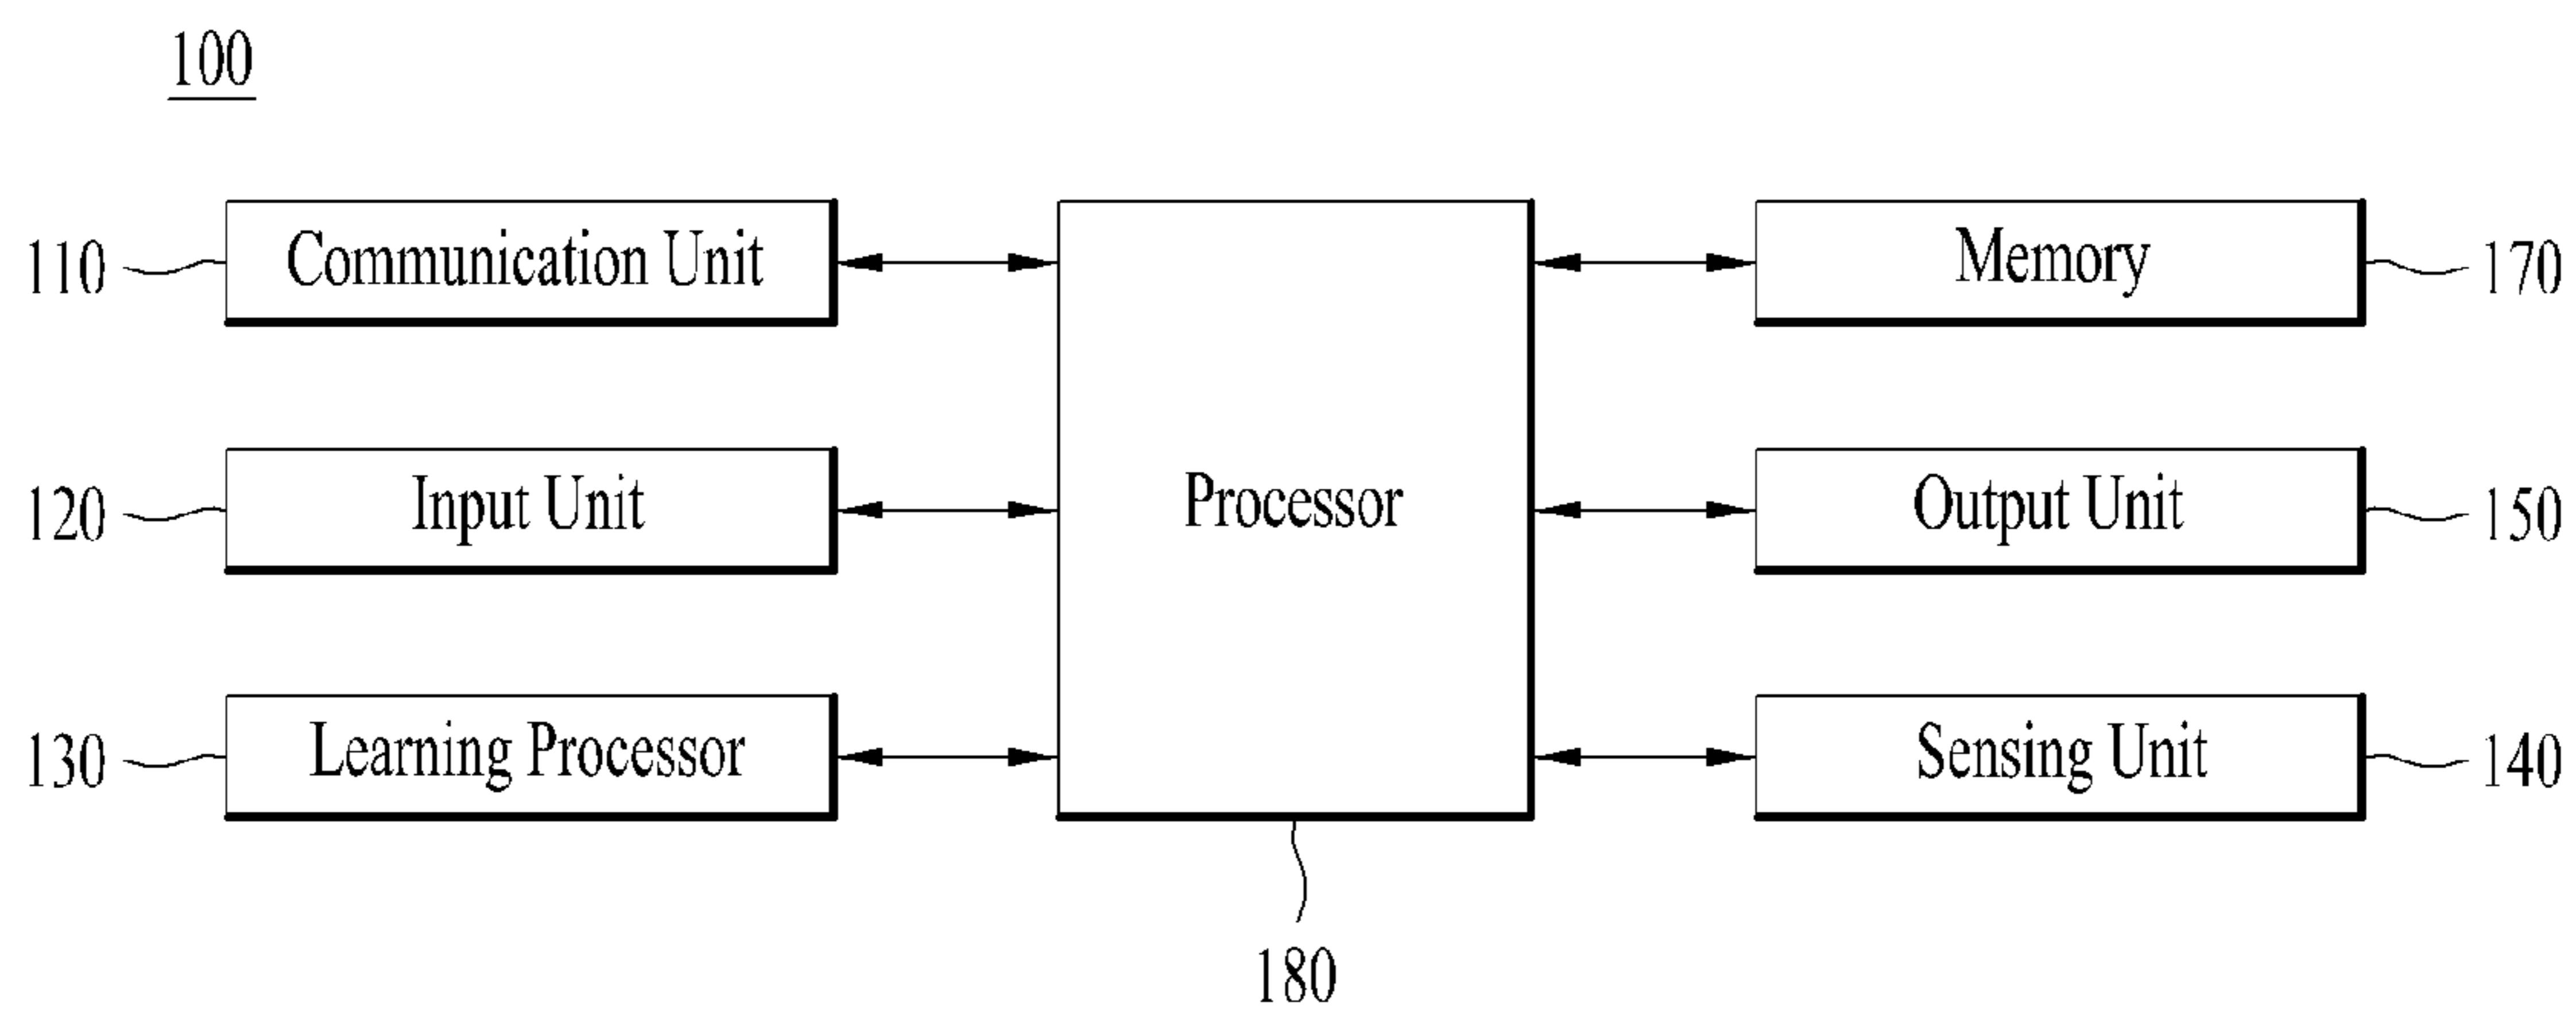 100
110 Communication Unit
Memory 170
120 Input Unit
Processor
Output Unit 150
130 Learning Processor
Sensing Unit 140
180